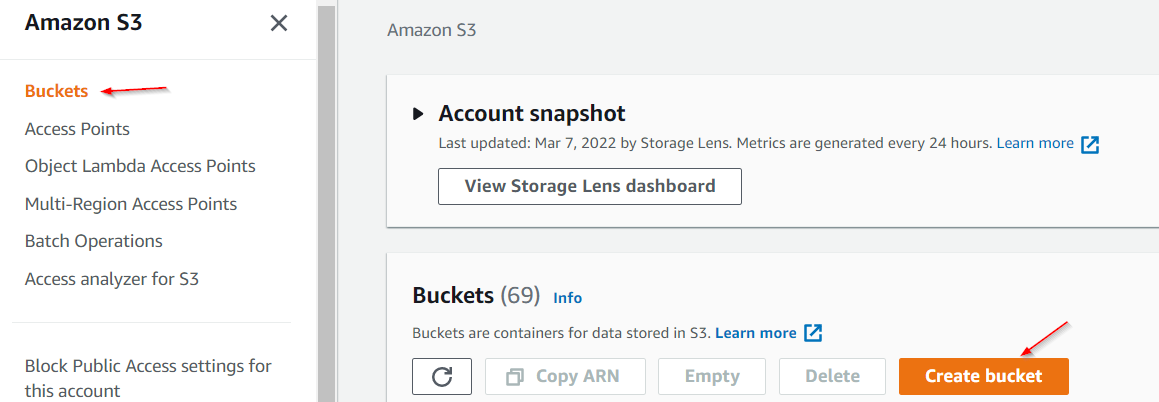 Amazon S3
Buckets
Access Points
Object Lambda Access Points
Multi-Region Access Points
Batch Operations
Access analyzer for S3
Block Public Access settings for
this account
Amazon S3
Account snapshot
Last updated: Mar 7, 2022 by Storage Lens. Metrics are generated every 24 hours. Learn more
View Storage Lens dashboard
Buckets (69) Info
Buckets are containers for data stored in S3. Learn more
Copy ARN Empty Delete Create bucket